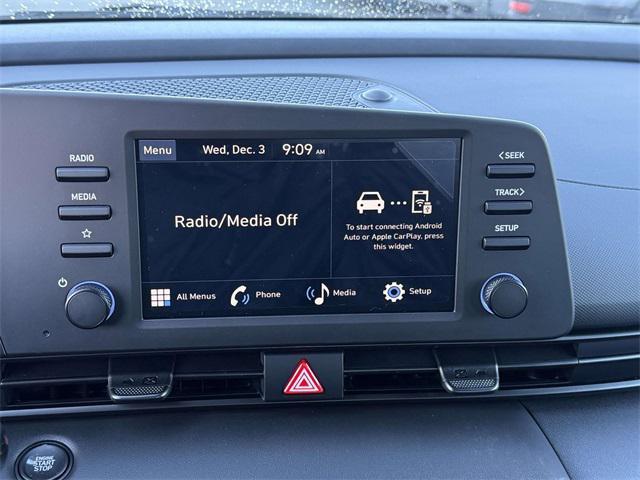 Menu Wed, Dec. 3 9:09 AM
RADIO
MEDIA
Radio/Media Off
To start connecting Android
Auto or Apple CarPlay, press
this widget.
All Menus Phone Media Setup
< SEEK
TRACK >
SETUP
ENGINE
START
STOP